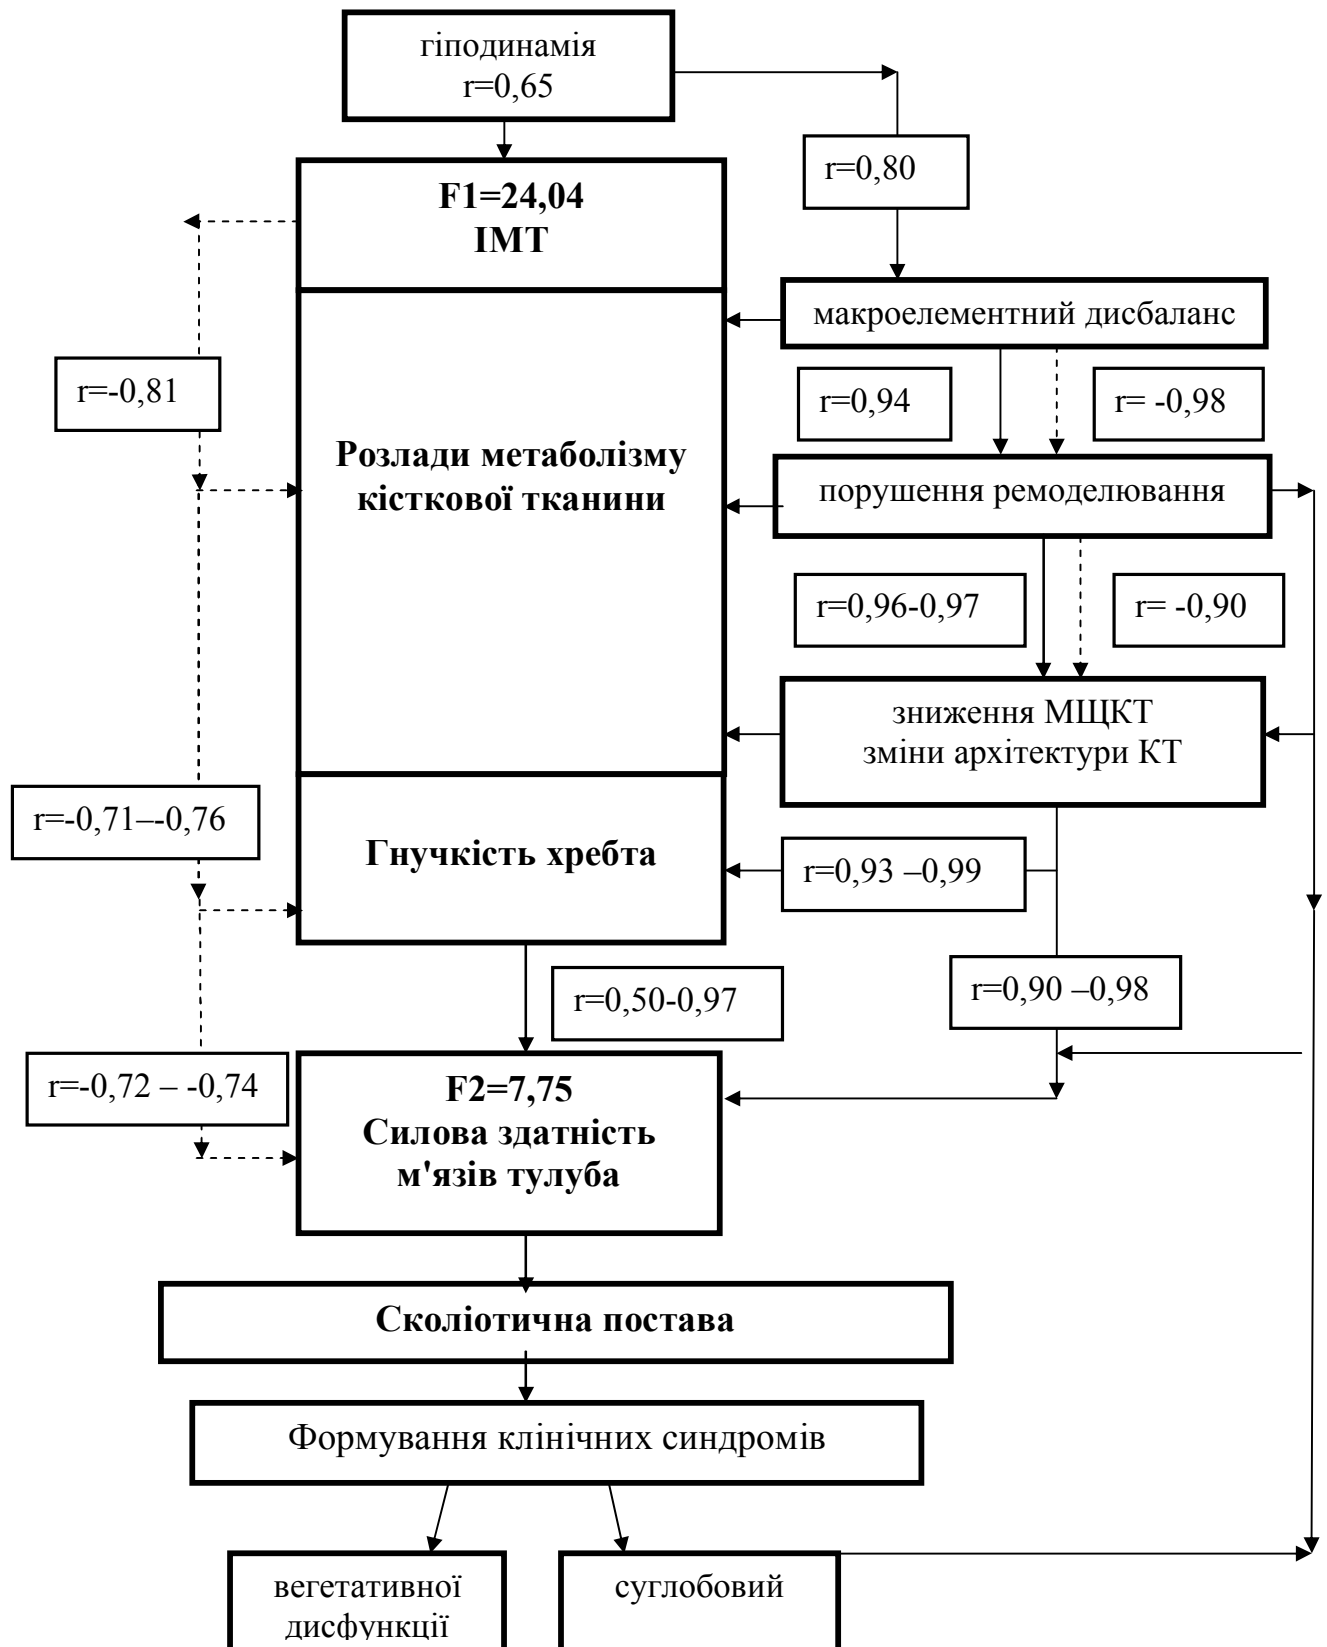 гіподинамія
r=0,65
r=0,80
F1=24,04
ІМТ
макроелементний дисбаланс
r=-0,81
r=0,94
r= -0,98
Розлади метаболізму
кісткової тканини
порушення ремоделювання
r=0,96-0,97
r= -0,90
зниження МЩКТ
зміни архітектури КТ
r=-0,71–-0,76
Гнучкість хребта
r=0,93 –0,99
r=0,50-0,97
r=0,90 –0,98
r=-0,72 – -0,74
F2=7,75
Силова здатність
м'язів тулуба
Сколіотична постава
Формування клінічних синдромів
вегетативної
дисфункції
суглобовий